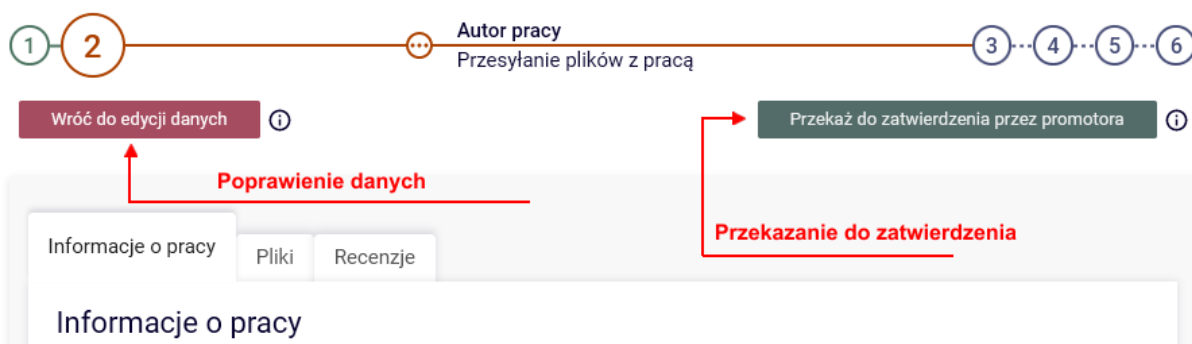 1
2
Autor pracy
Przesyłanie plików z pracą
3
4
5
6
Wróć do edycji danych
Przekaż do zatwierdzenia przez promotora
Poprawienie danych
Przekazanie do zatwierdzenia
Informacje o pracy
Pliki
Recenzje
Informacje o pracy